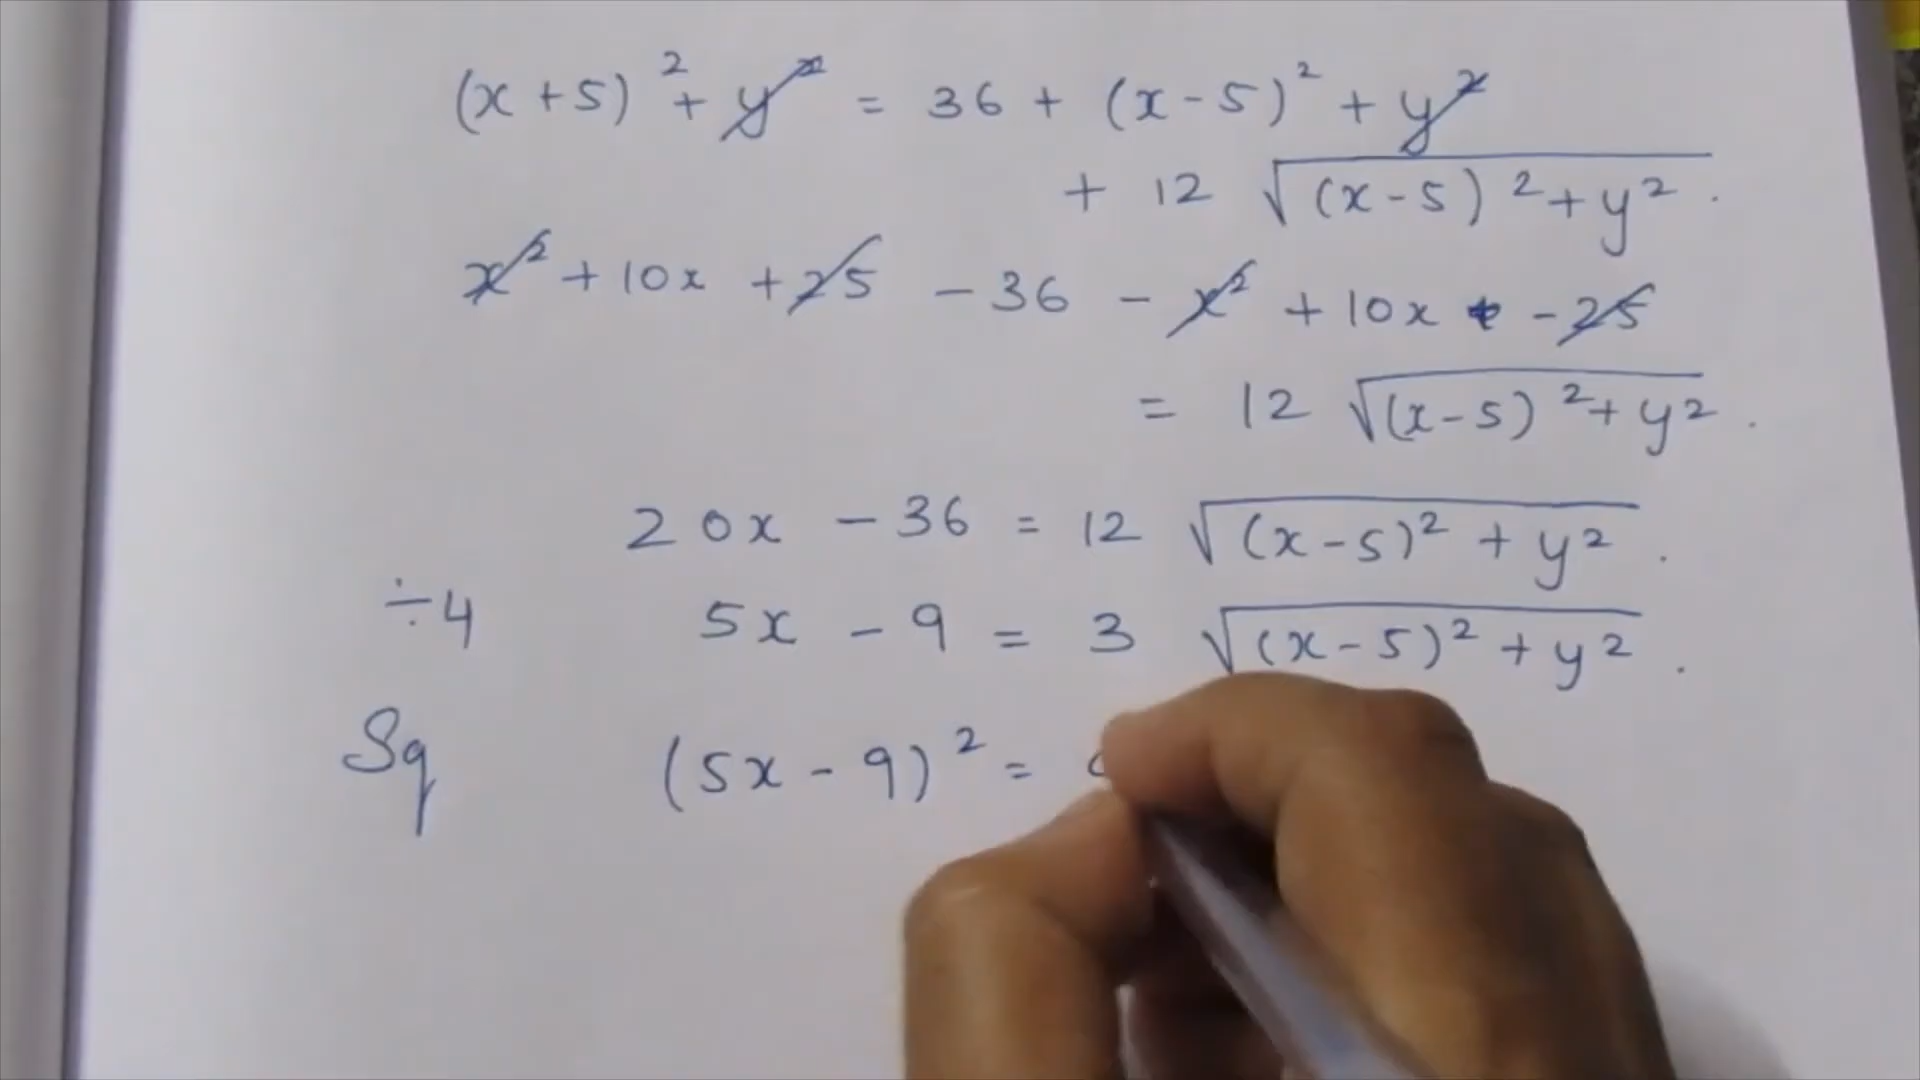 (x+5)² + y² = 36 + (x-5)² + y²
+ 12 √(x-5)²+y² .
x² + 10x + 25 - 36 - x² + 10x - 25
= 12 √(x-5)²+y² .
20x - 36 = 12 √(x-5)² + y² .
÷4 5x - 9 = 3 √(x-5)² + y² .
Sq (5x - 9)² =